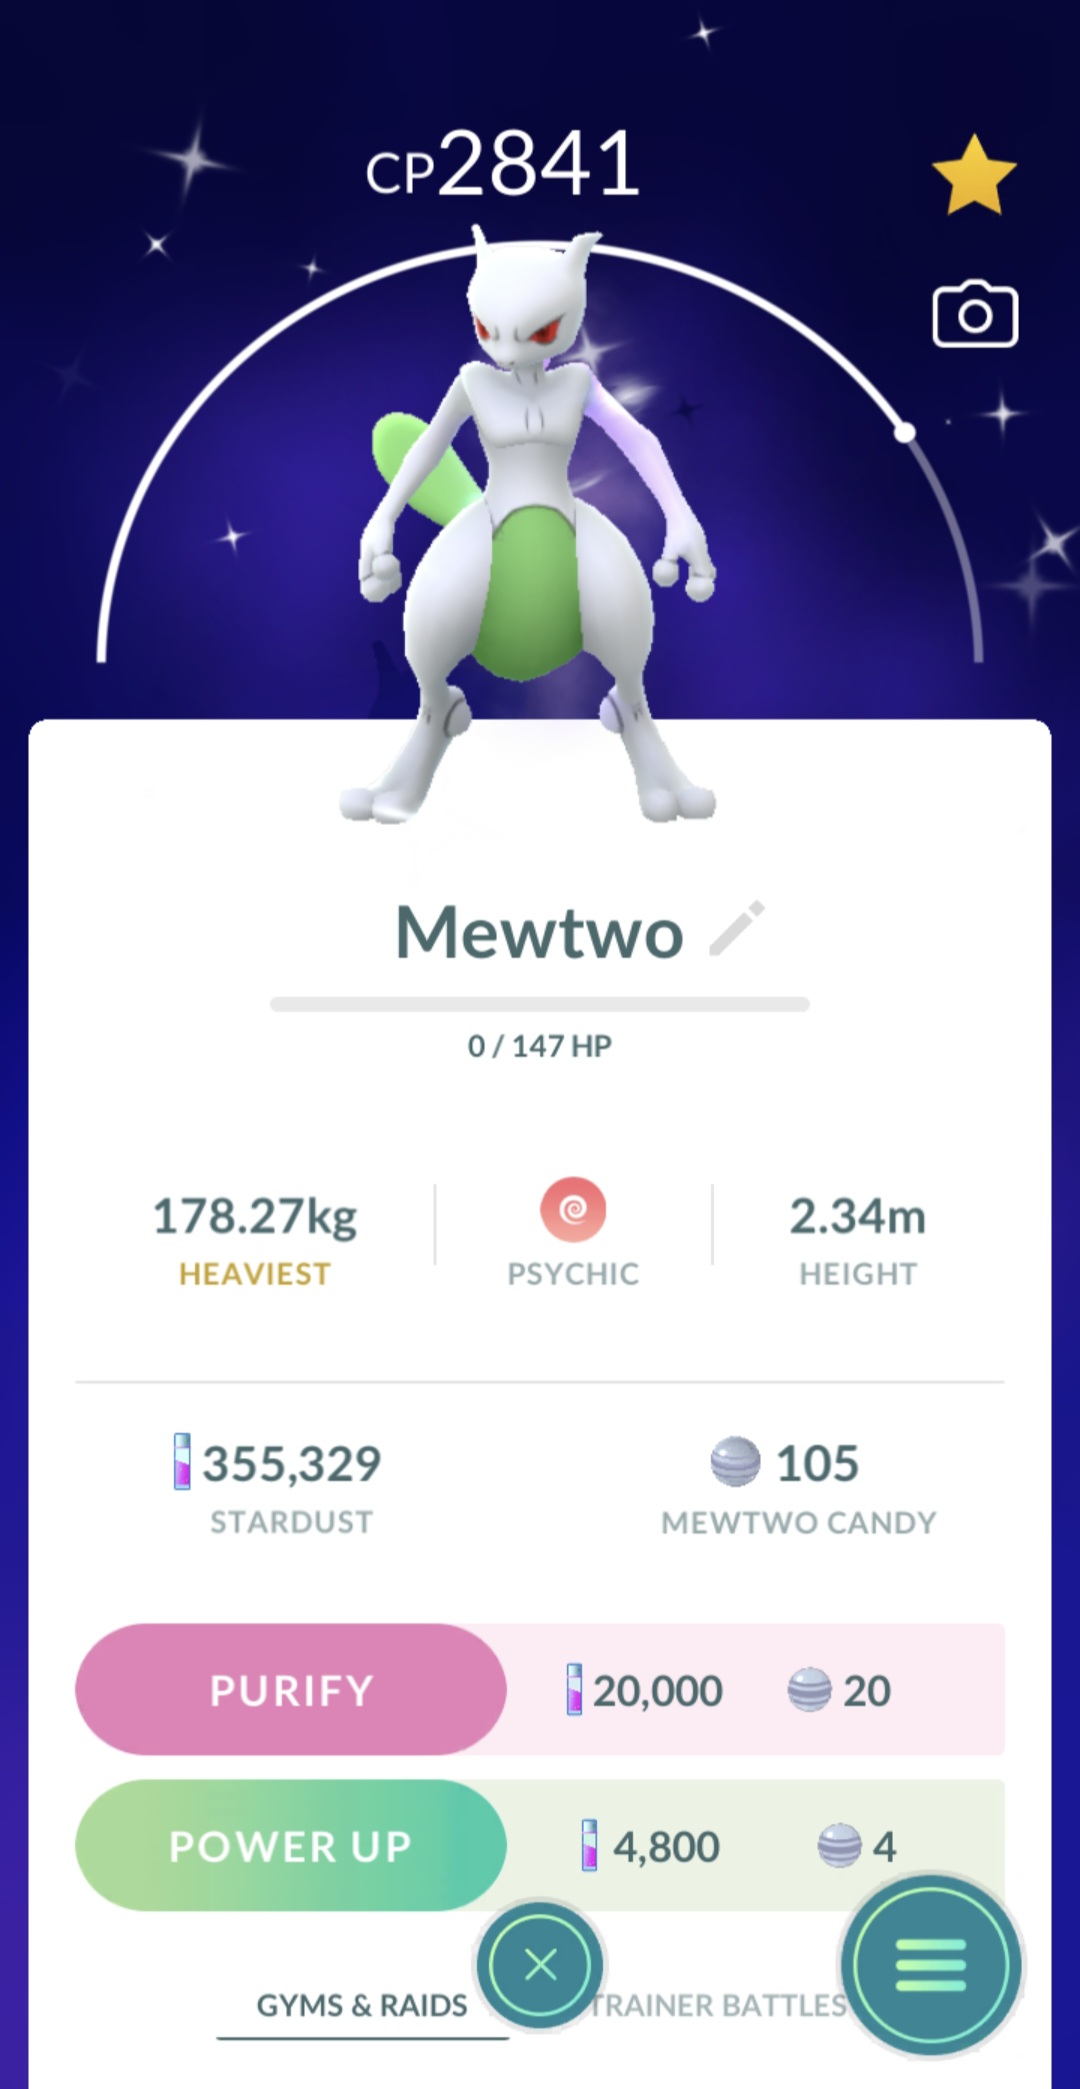 CP2841
Mewtwo
0 / 147 HP
178.27kg
HEAVIEST
PSYCHIC
2.34m
HEIGHT
355,329
STARDUST
105
MEWTWO CANDY
PURIFY 20,000 20
POWER UP 4,800 4
GYMS & RAIDS TRAINER BATTLES